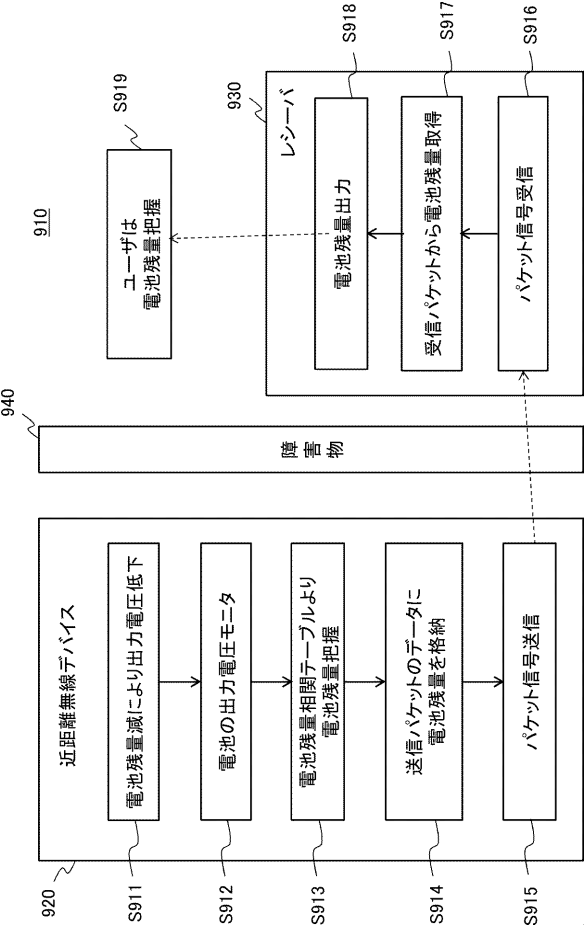 910
920
近距離無線デバイス
電池残量減により出力電圧低下
S911
電池の出力電圧モニタ
S912
電池残量相関テーブルより
電池残量把握
S913
送信パケットのデータに
電池残量を格納
S914
パケット信号送信
S915
940
障害物
930
レシーバ
パケット信号受信
S916
受信パケットから電池残量取得
S917
電池残量出力
S918
ユーザは
電池残量把握
S919